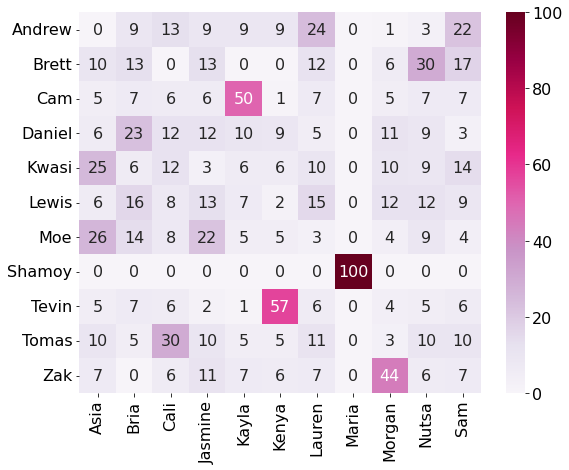 Andrew 0 9 13 9 9 9 24 0 1 3 22
Brett 10 13 0 13 0 0 12 0 6 30 17
Cam 5 7 6 6 50 1 7 0 5 7 7
Daniel 6 23 12 12 10 9 5 0 11 9 3
Kwasi 25 6 12 3 6 6 10 0 10 9 14
Lewis 6 16 8 13 7 2 15 0 12 12 9
Moe 26 14 8 22 5 5 3 0 4 9 4
Shamoy 0 0 0 0 0 0 0 100 0 0 0
Tevin 5 7 6 2 1 57 6 0 4 5 6
Tomas 10 5 30 10 5 5 11 0 3 10 10
Zak 7 0 6 11 7 6 7 0 44 6 7
Asia Bria Cali Jasmine Kayla Kenya Lauren Maria Morgan Nutsa Sam
100
80
60
40
20
0